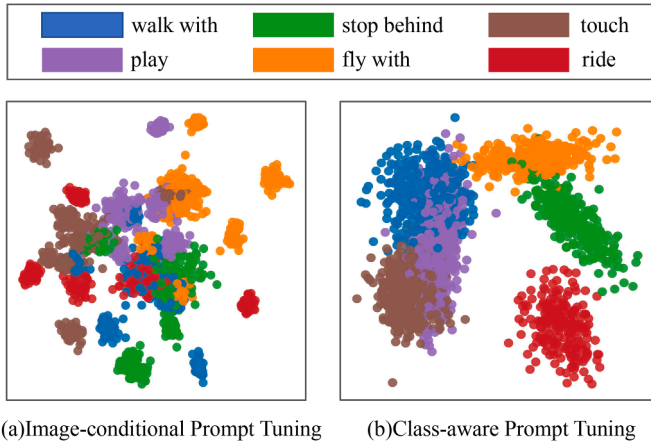 walk with stop behind touch
play fly with ride
(a)Image-conditional Prompt Tuning (b)Class-aware Prompt Tuning